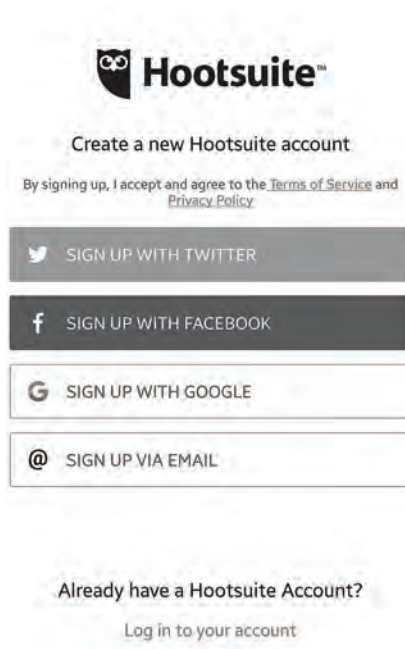 Hootsuite™
Create a new Hootsuite account
By signing up, I accept and agree to the Terms of Service and
Privacy Policy
SIGN UP WITH TWITTER
f SIGN UP WITH FACEBOOK
G SIGN UP WITH GOOGLE
@ SIGN UP VIA EMAIL
Already have a Hootsuite Account?
Log in to your account